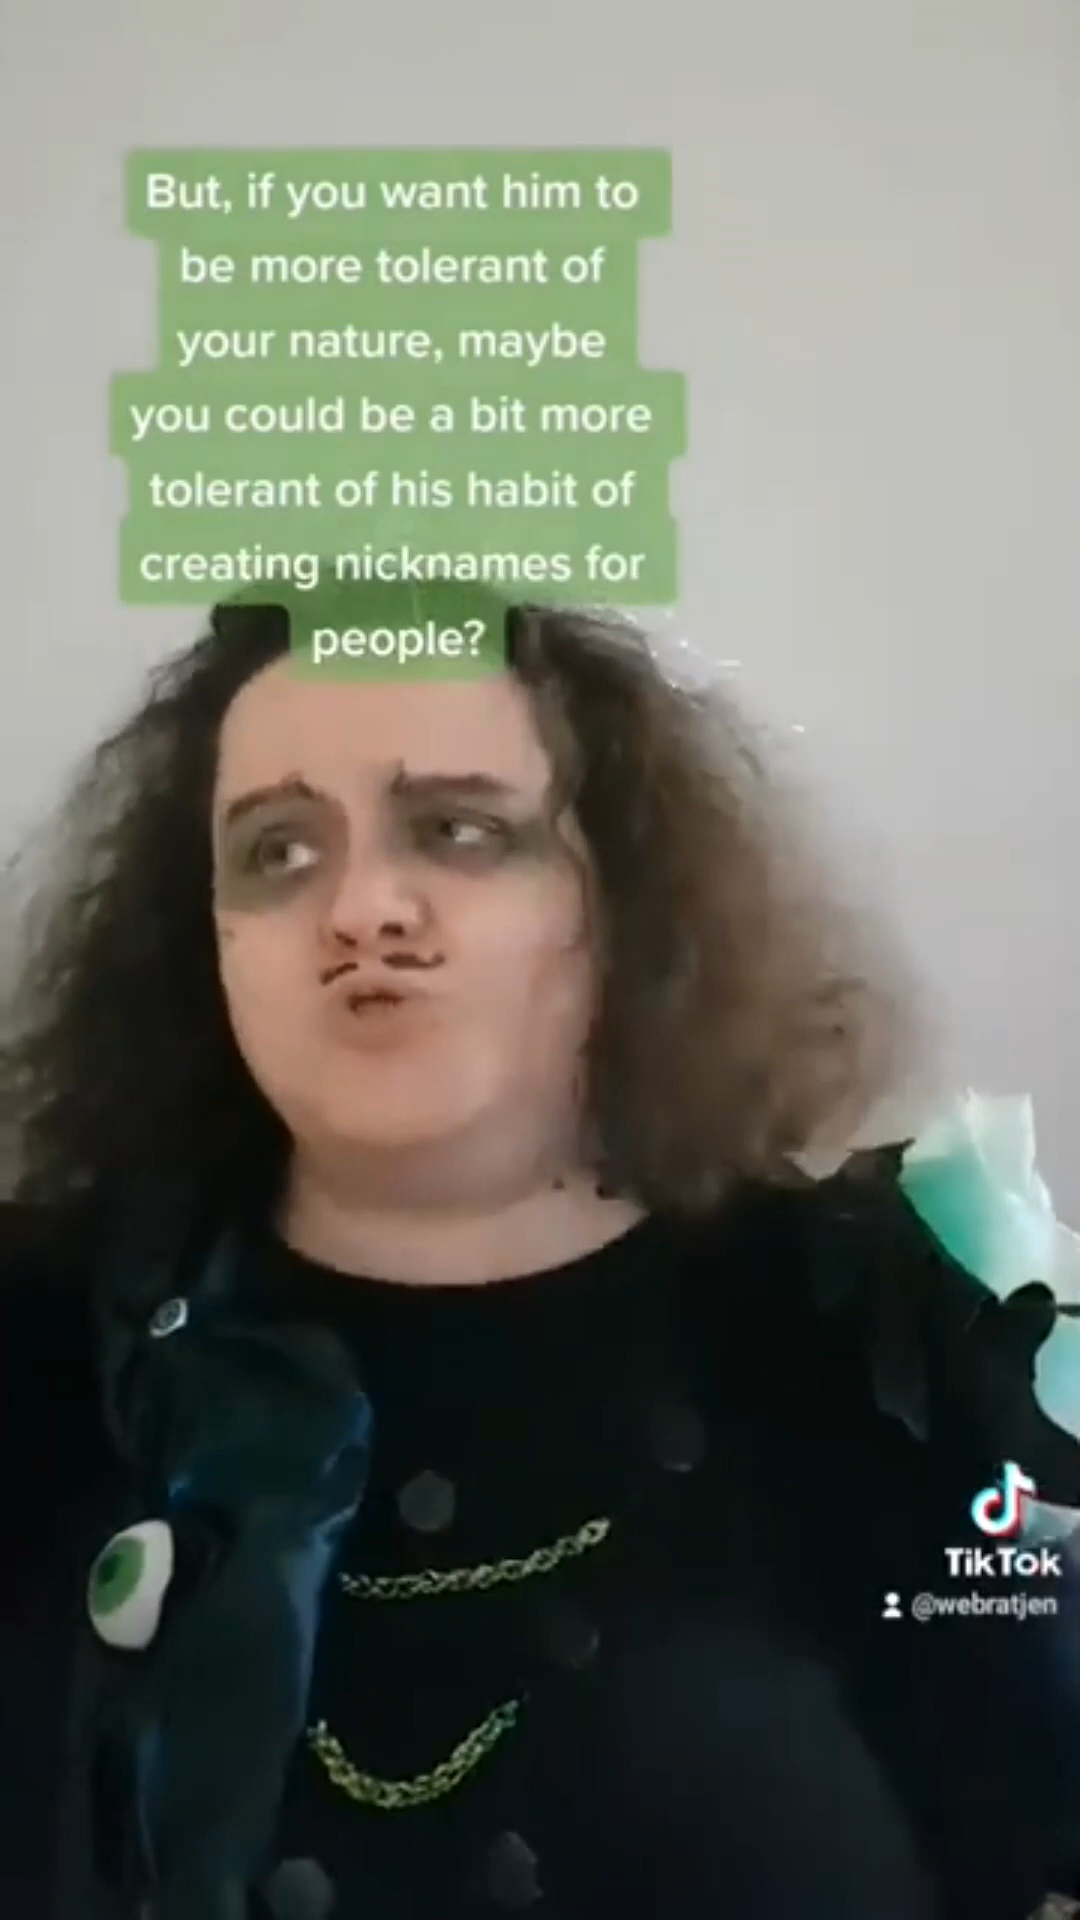 But, if you want him to
be more tolerant of
your nature, maybe
you could be a bit more
tolerant of his habit of
creating nicknames for
people?
TikTok
@webratjen